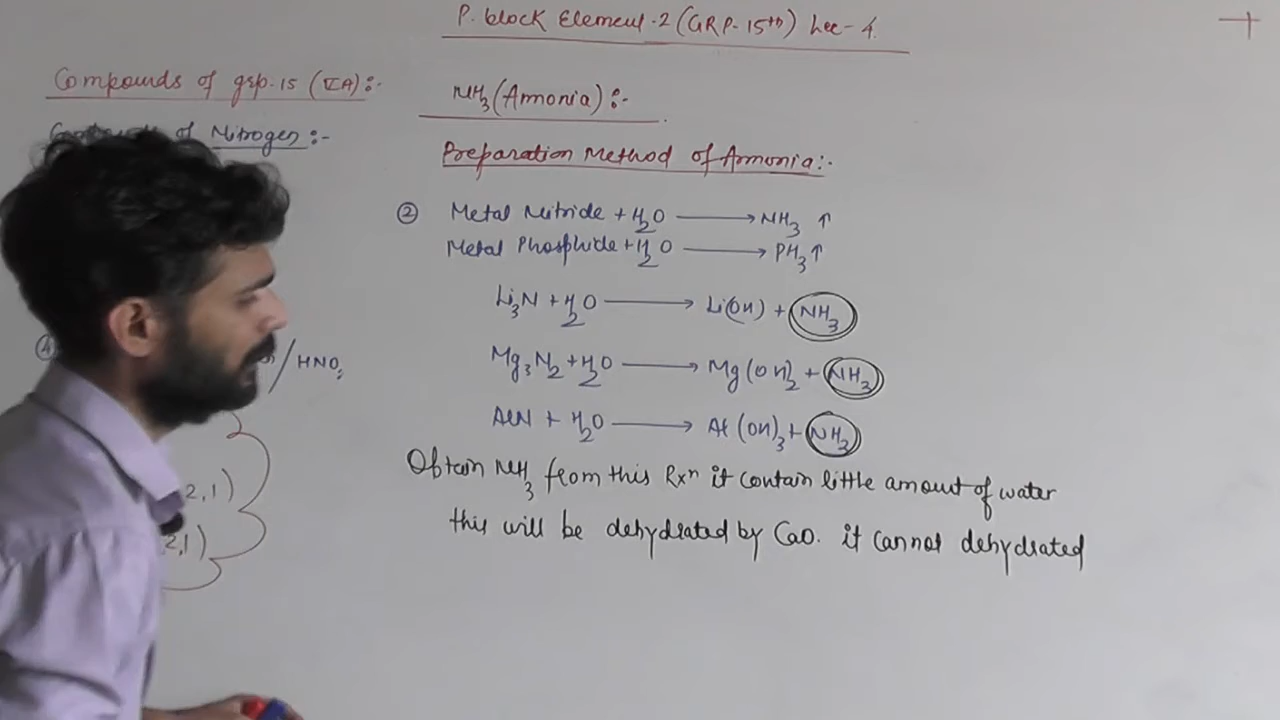 P. block Element-2 (GRP-15th) Lec-4.
Compounds of grp. 15 (VA):-
of Nitrogen:-
④
/ HNO2
2,1)
2,1)
NH3 (Ammonia):-
Preparation Method of Ammonia:-
② Metal Nitride + H2O ⟶ NH3 ↑
Metal Phosphide + H2O ⟶ PH3 ↑
Li3N + H2O ⟶ Li(OH) + NH3
Mg3N2 + H2O ⟶ Mg(OH)2 + NH3
AlN + H2O ⟶ Al(OH)3 + NH3
Obtain NH3 from this Rxn it contain little amount of water
this will be dehydrated by CaO. it cannot dehydrated